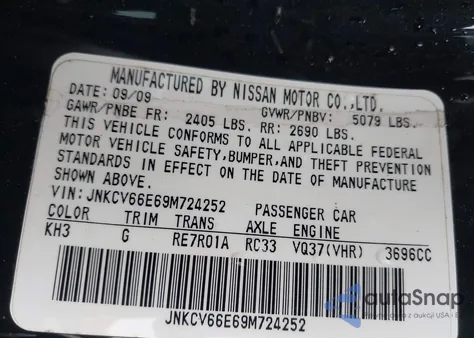 MANUFACTURED BY NISSAN MOTOR CO.,LTD.
DATE: 09/09 GVWR/PNBV: 5079 LBS.
GAWR/PNBE FR: 2405 LBS. RR: 2690 LBS.
THIS VEHICLE CONFORMS TO ALL APPLICABLE FEDERAL
MOTOR VEHICLE SAFETY,BUMPER,AND THEFT PREVENTION
STANDARDS IN EFFECT ON THE DATE OF MANUFACTURE
SHOWN ABOVE.
VIN: JNKCV66E69M724252 PASSENGER CAR
COLOR TRIM TRANS AXLE ENGINE
KH3 G RE7R01A RC33 VQ37(VHR) 3696CC
JNKCV66E69M724252
autaSnap
USA